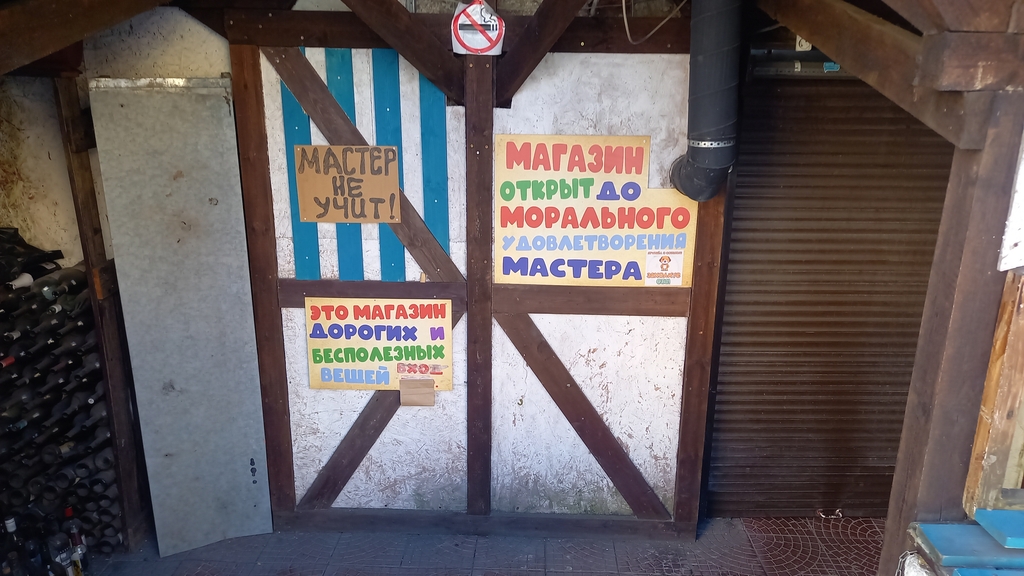 МАСТЕР
НЕ
УЧИТ!
МАГАЗИН
ОТКРЫТ ДО
МОРАЛЬНОГО
УДОВЛЕТВОРЕНИЯ
МАСТЕРА
ЭТО МАГАЗИН
ДОРОГИХ И
БЕСПОЛЕЗНЫХ
ВЕЩЕЙ ВХОД